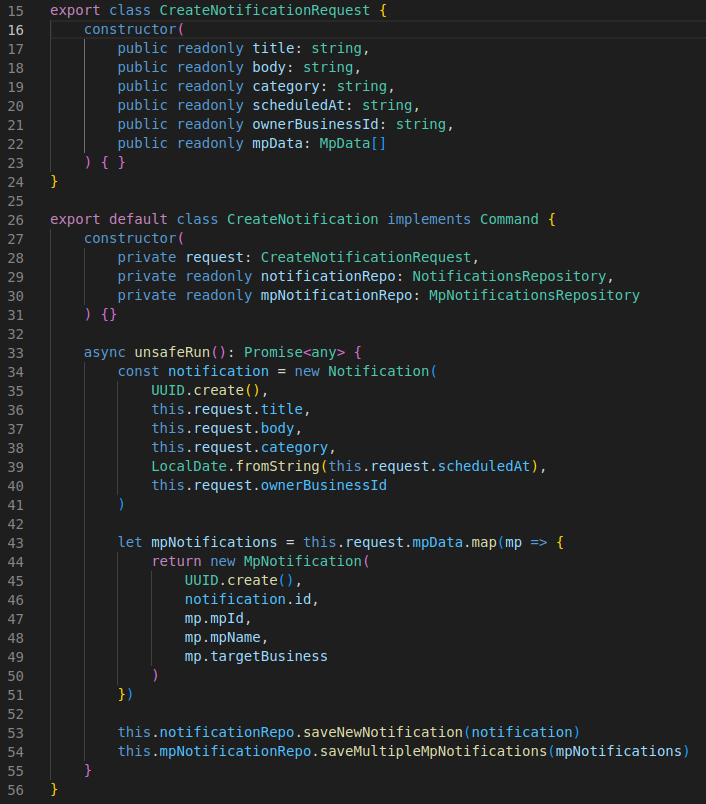 15 export class CreateNotificationRequest {
16     constructor(
17         public readonly title: string,
18         public readonly body: string,
19         public readonly category: string,
20         public readonly scheduledAt: string,
21         public readonly ownerBusinessId: string,
22         public readonly mpData: MpData[]
23     ) { }
24 }
25
26 export default class CreateNotification implements Command {
27     constructor(
28         private request: CreateNotificationRequest,
29         private readonly notificationRepo: NotificationsRepository,
30         private readonly mpNotificationRepo: MpNotificationsRepository
31     ) {}
32
33     async unsafeRun(): Promise<any> {
34         const notification = new Notification(
35             UUID.create(),
36             this.request.title,
37             this.request.body,
38             this.request.category,
39             LocalDate.fromString(this.request.scheduledAt),
40             this.request.ownerBusinessId
41         )
42
43         let mpNotifications = this.request.mpData.map(mp => {
44             return new MpNotification(
45                 UUID.create(),
46                 notification.id,
47                 mp.mpId,
48                 mp.mpName,
49                 mp.targetBusiness
50             )
51         })
52
53         this.notificationRepo.saveNewNotification(notification)
54         this.mpNotificationRepo.saveMultipleMpNotifications(mpNotifications)
55     }
56 }